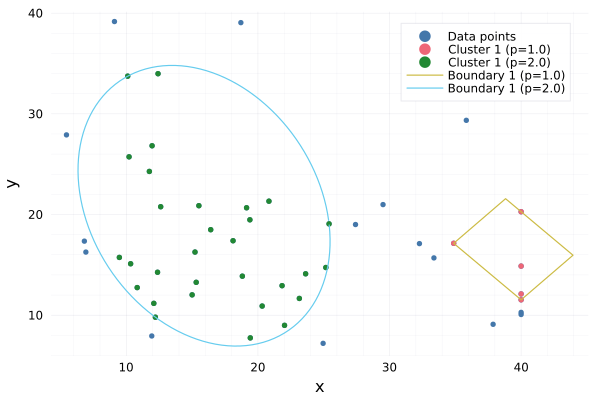 40
30
20
10
y
10
20
30
40
x
Data points
Cluster 1 (p=1.0)
Cluster 1 (p=2.0)
Boundary 1 (p=1.0)
Boundary 1 (p=2.0)